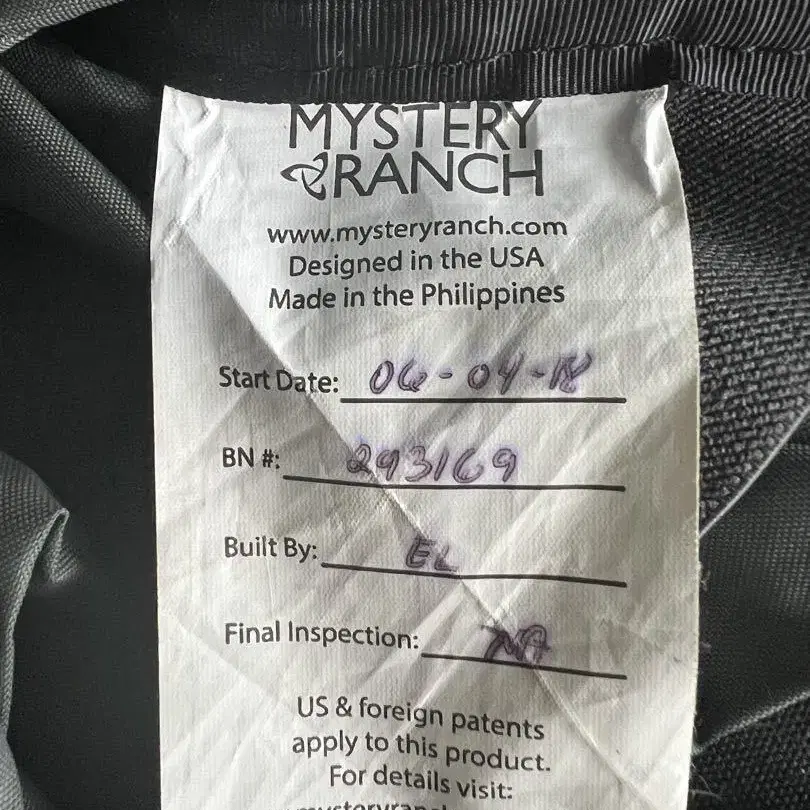 MYSTERY
RANCH
www.mysteryranch.com
Designed in the USA
Made in the Philippines
Start Date: 06-04-18
BN #: 293169
Built By: EL
Final Inspection: NA
US & foreign patents
apply to this product.
For details visit: